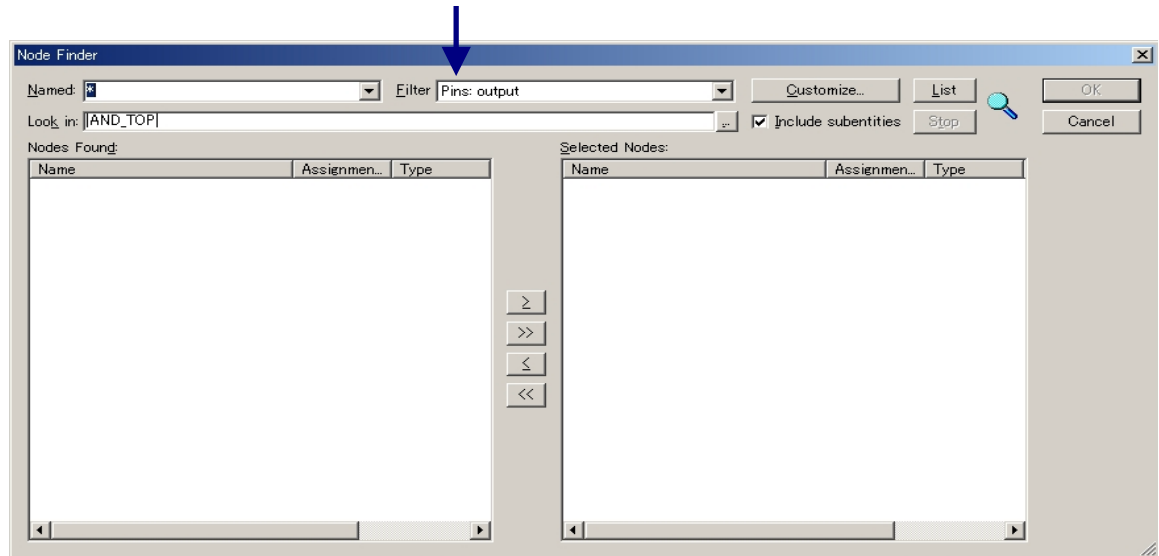 Node Finder
Named: * Filter Pins: output Customize... List OK
Look in: |AND_TOP| ... Include subentities Stop Cancel
Nodes Found: Selected Nodes:
Name Assignmen... Type Name Assignmen... Type
≥
>>
≤
<<